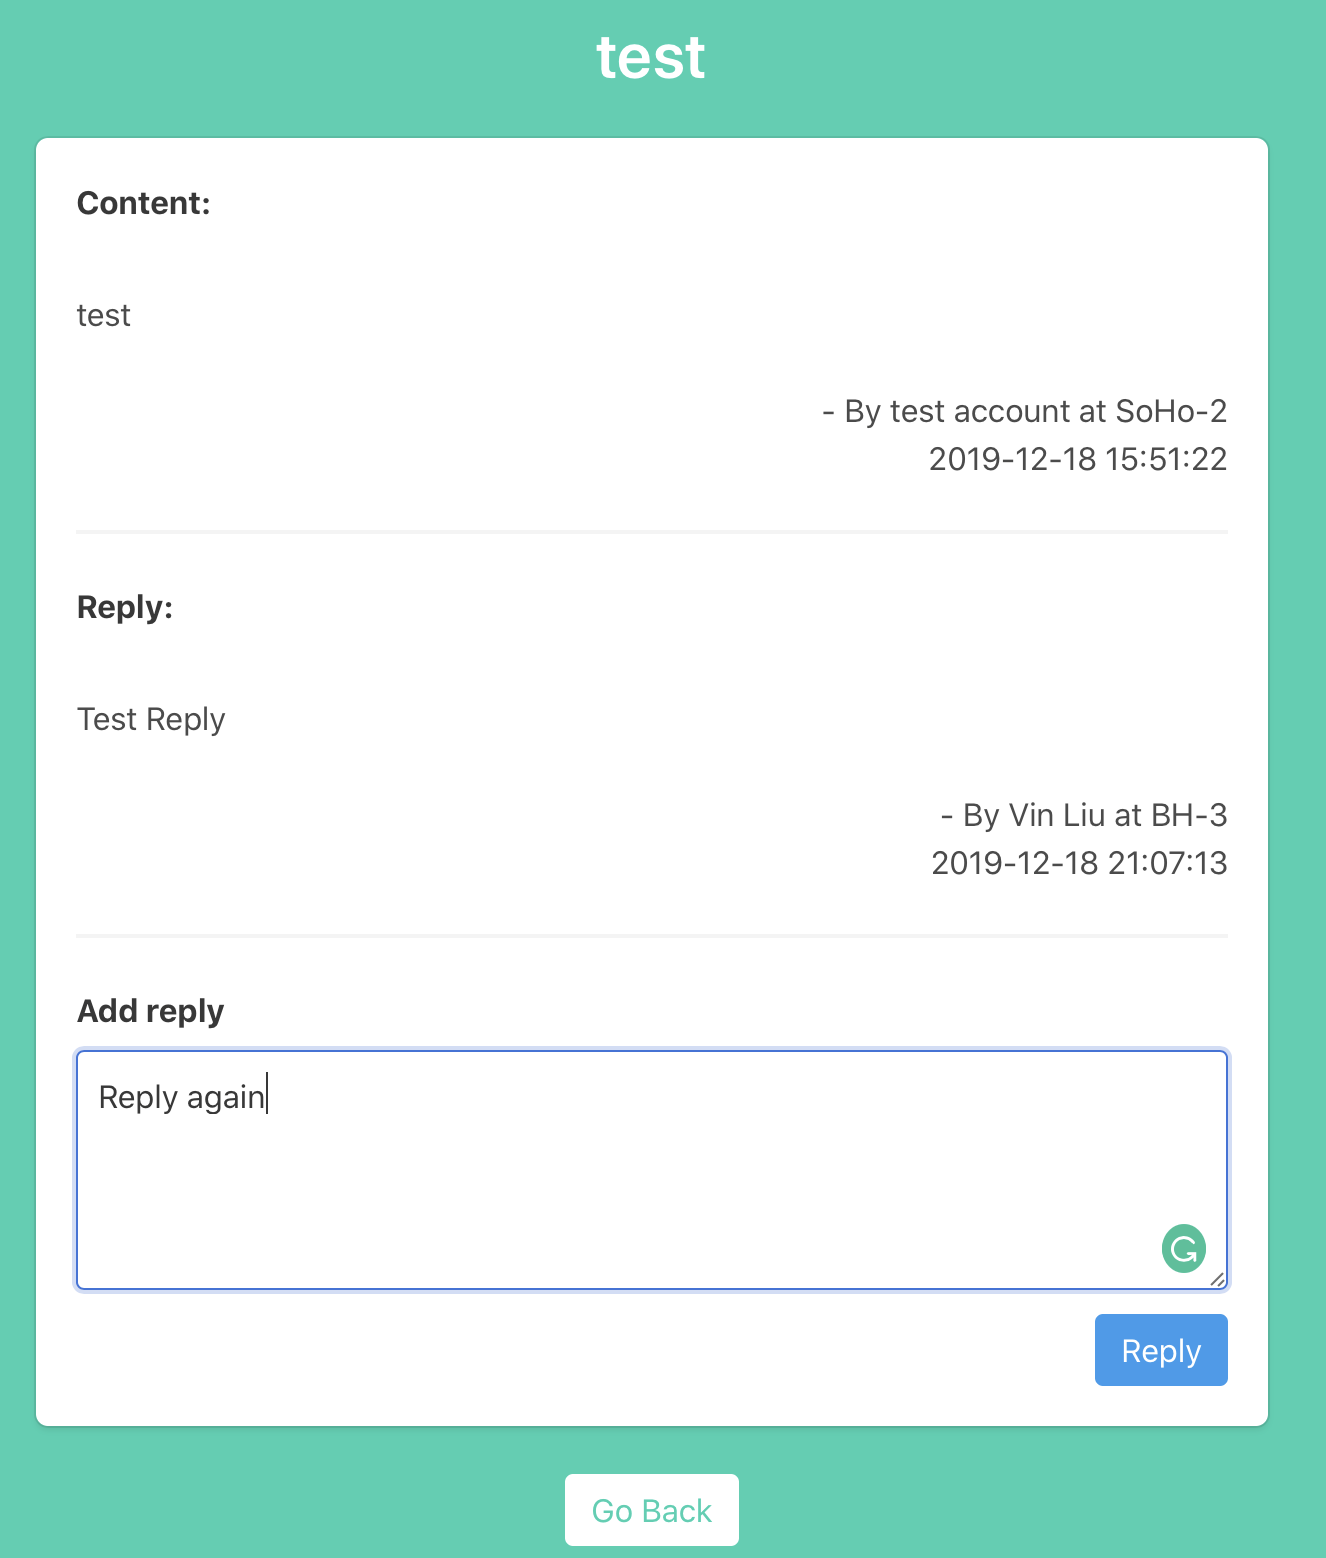 test
Content:
test
- By test account at SoHo-2
2019-12-18 15:51:22
Reply:
Test Reply
- By Vin Liu at BH-3
2019-12-18 21:07:13
Add reply
Reply again
Reply
Go Back